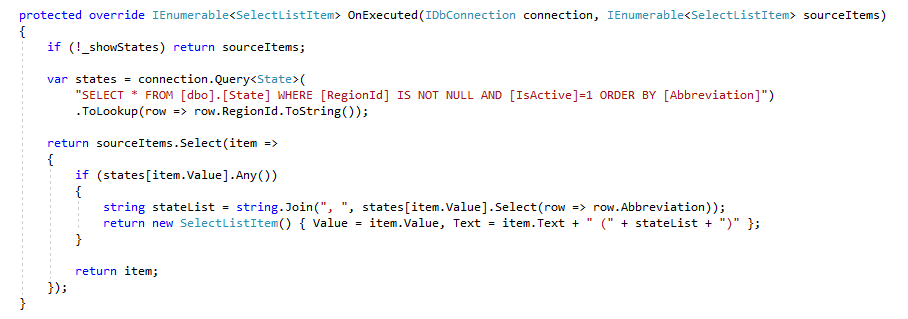 protected override IEnumerable<SelectListItem> OnExecuted(IDbConnection connection, IEnumerable<SelectListItem> sourceItems)
{
    if (!_showStates) return sourceItems;

    var states = connection.Query<State>(
        "SELECT * FROM [dbo].[State] WHERE [RegionId] IS NOT NULL AND [IsActive]=1 ORDER BY [Abbreviation]")
        .ToLookup(row => row.RegionId.ToString());

    return sourceItems.Select(item =>
    {
        if (states[item.Value].Any())
        {
            string stateList = string.Join(", ", states[item.Value].Select(row => row.Abbreviation));
            return new SelectListItem() { Value = item.Value, Text = item.Text + " (" + stateList + ")" };
        }

        return item;
    });
}